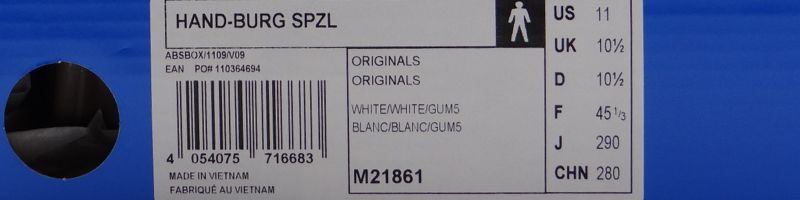 HAND-BURG SPZL
ABSBOX/1109/V09
EAN PO# 110364694
4 054075 716683
MADE IN VIETNAM
FABRIQUÉ AU VIETNAM
ORIGINALS
ORIGINALS
WHITE/WHITE/GUM5
BLANC/BLANC/GUM5
M21861
US 11
UK 10½
D 10½
F 45 1/3
J 290
CHN 280